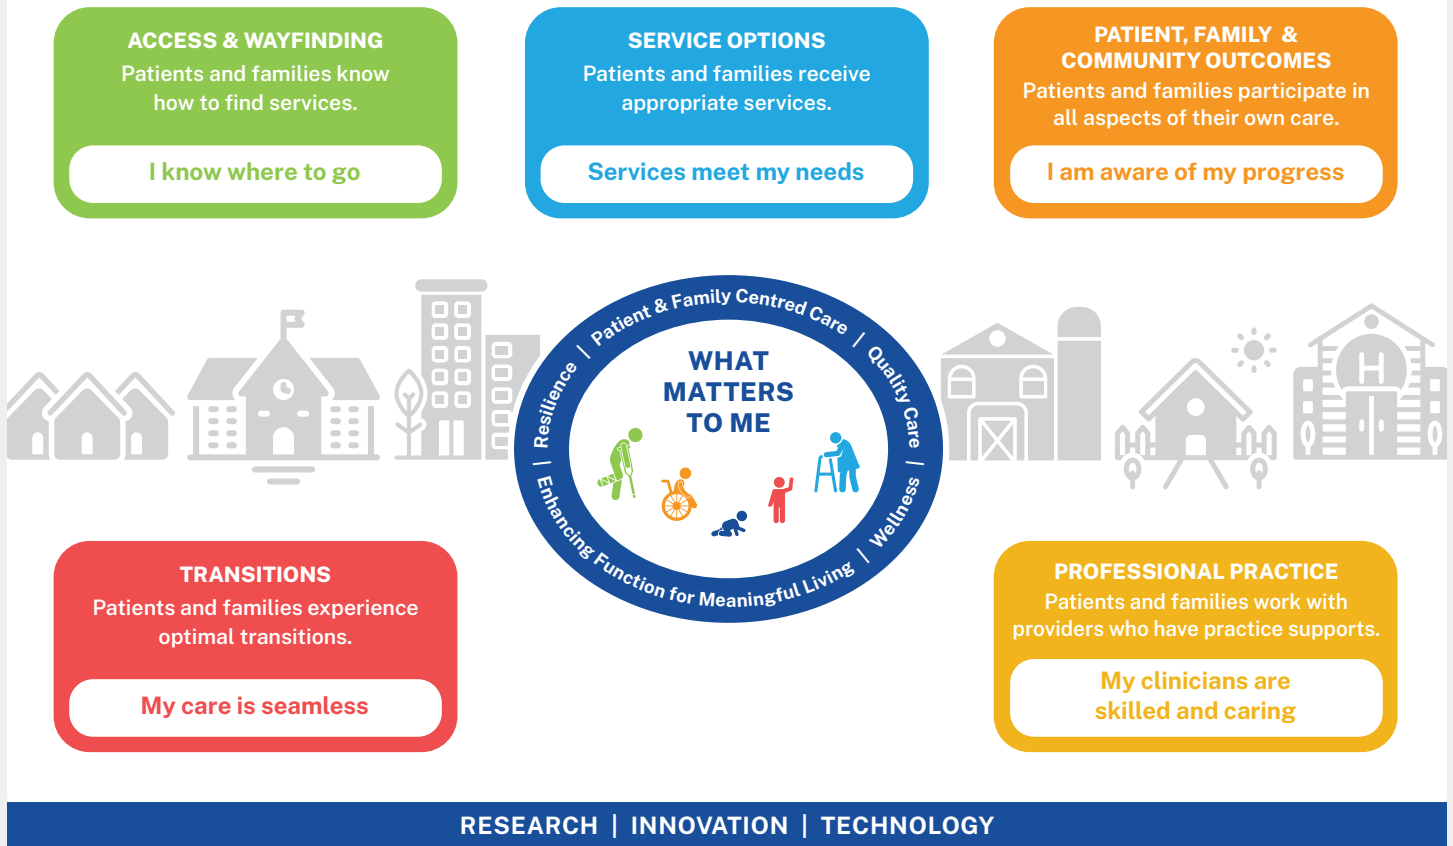 ACCESS & WAYFINDING
Patients and families know
how to find services.
I know where to go
SERVICE OPTIONS
Patients and families receive
appropriate services.
Services meet my needs
PATIENT, FAMILY &
COMMUNITY OUTCOMES
Patients and families participate in
all aspects of their own care.
I am aware of my progress
Resilience | Patient & Family Centred Care | Quality Care | Wellness | Enhancing Function for Meaningful Living |
WHAT
MATTERS
TO ME
H
TRANSITIONS
Patients and families experience
optimal transitions.
My care is seamless
PROFESSIONAL PRACTICE
Patients and families work with
providers who have practice supports.
My clinicians are
skilled and caring
RESEARCH | INNOVATION | TECHNOLOGY